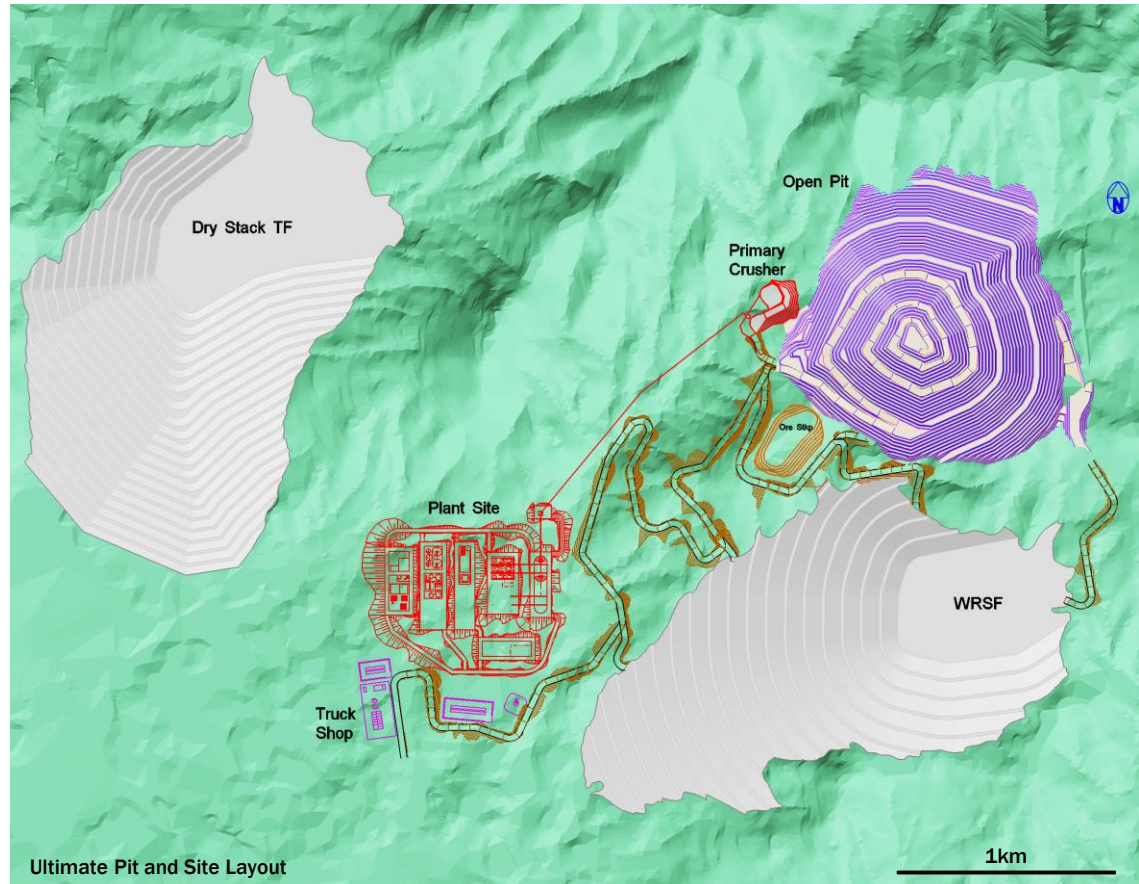 Open Pit
N
Dry Stack TF
Primary
Crusher
Ore Stkp
Plant Site
WRSF
Truck
Shop
Ultimate Pit and Site Layout
1km